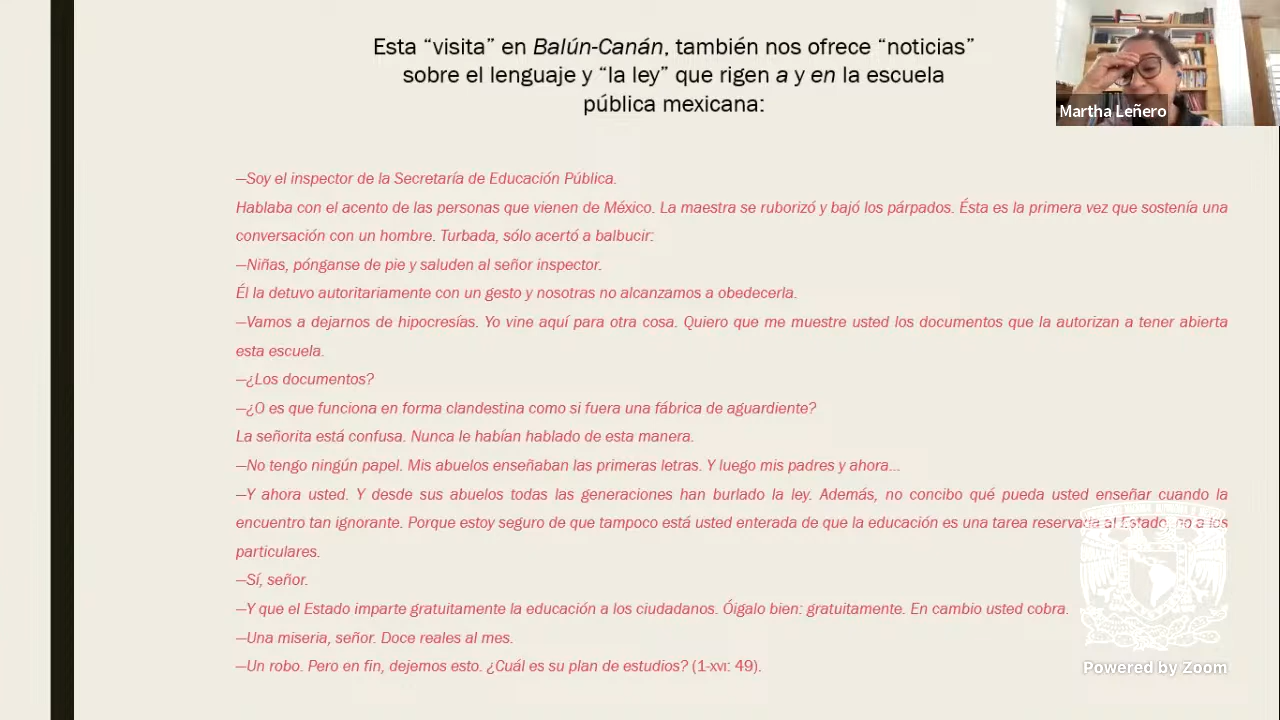 Esta “visita” en Balún-Canán, también nos ofrece “noticias”
sobre el lenguaje y “la ley” que rigen a y en la escuela
pública mexicana:
Martha Leñero
—Soy el inspector de la Secretaría de Educación Pública.
Hablaba con el acento de las personas que vienen de México. La maestra se ruborizó y bajó los párpados. Ésta es la primera vez que sostenía una
conversación con un hombre. Turbada, sólo acertó a balbucir:
—Niñas, pónganse de pie y saluden al señor inspector.
Él la detuvo autoritariamente con un gesto y nosotras no alcanzamos a obedecerla.
—Vamos a dejarnos de hipocresías. Yo vine aquí para otra cosa. Quiero que me muestre usted los documentos que la autorizan a tener abierta
esta escuela.
—¿Los documentos?
—¿O es que funciona en forma clandestina como si fuera una fábrica de aguardiente?
La señorita está confusa. Nunca le habían hablado de esta manera.
—No tengo ningún papel. Mis abuelos enseñaban las primeras letras. Y luego mis padres y ahora...
—Y ahora usted. Y desde sus abuelos todas las generaciones han burlado la ley. Además, no concibo qué pueda usted enseñar cuando la
encuentro tan ignorante. Porque estoy seguro de que tampoco está usted enterada de que la educación es una tarea reservada al Estado, no a los
particulares.
—Sí, señor.
—Y que el Estado imparte gratuitamente la educación a los ciudadanos. Óigalo bien: gratuitamente. En cambio usted cobra.
—Una miseria, señor. Doce reales al mes.
—Un robo. Pero en fin, dejemos esto. ¿Cuál es su plan de estudios? (1-XVI: 49).
Powered by Zoom